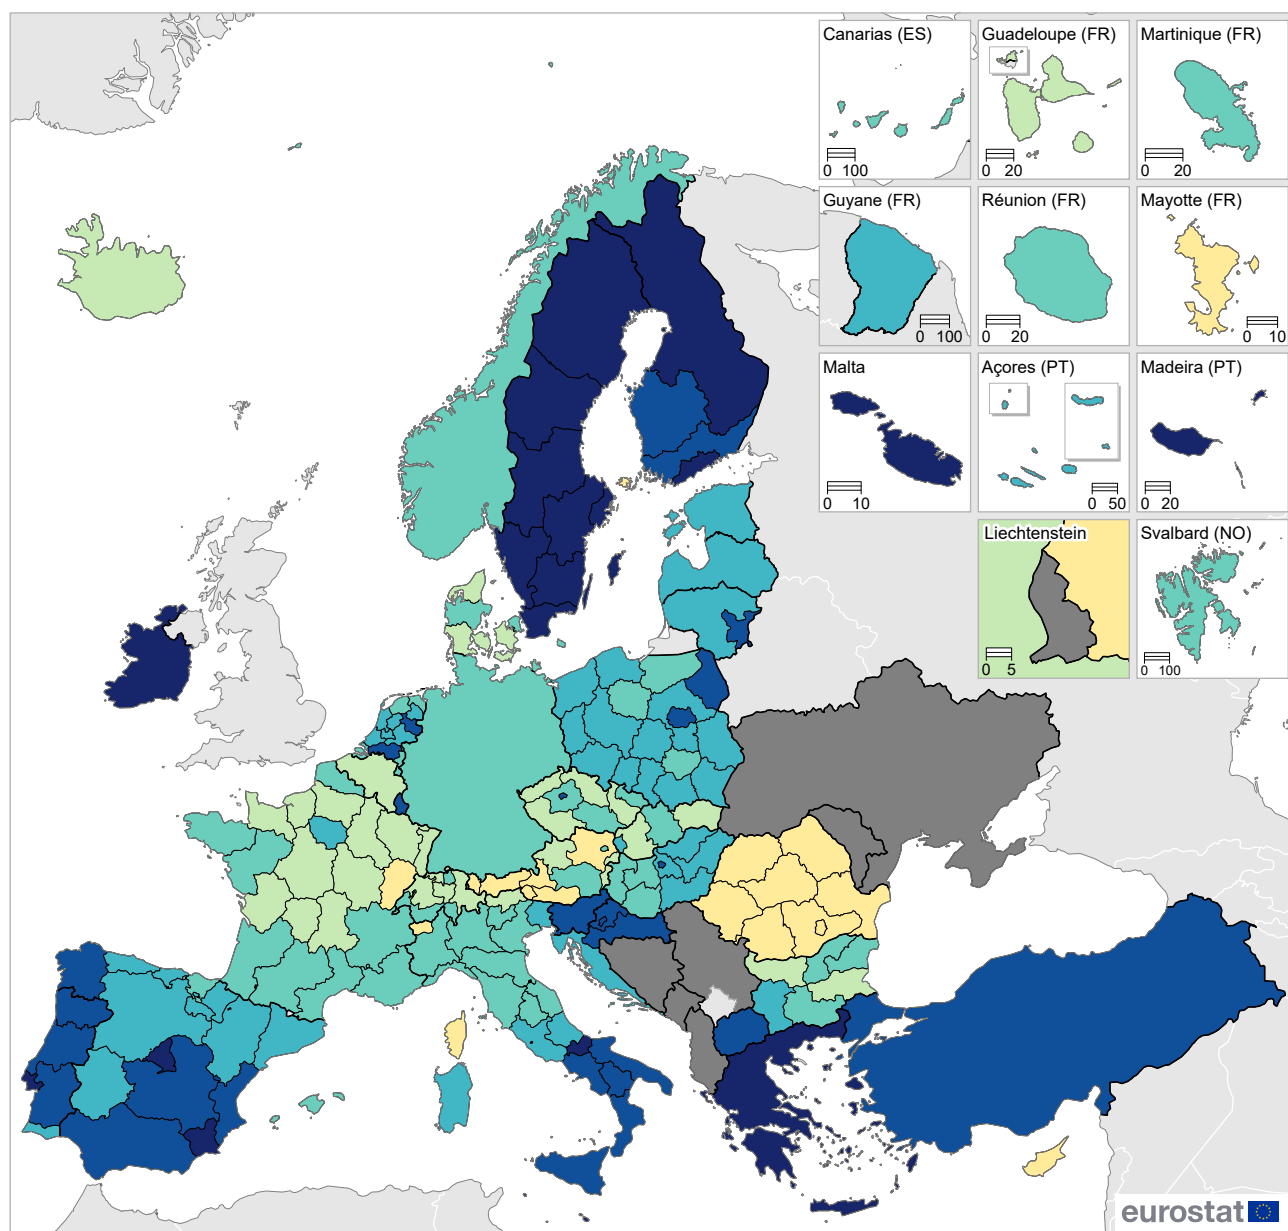 Canarias (ES)
0 100
Guadeloupe (FR)
0 20
Martinique (FR)
0 20
Guyane (FR)
0 100
Réunion (FR)
0 20
Mayotte (FR)
0 10
Malta
0 10
Açores (PT)
0 50
Madeira (PT)
0 20
Liechtenstein
0 5
Svalbard (NO)
0 100
eurostat